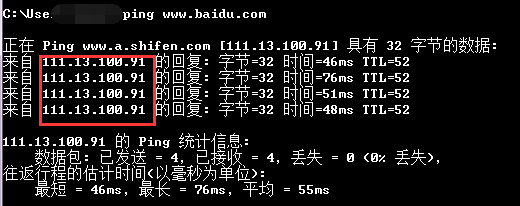 C:\Use ping www.baidu.com
正在 Ping www.a.shifen.com [111.13.100.91] 具有 32 字节的数据:
来自 111.13.100.91 的回复: 字节=32 时间=46ms TTL=52
来自 111.13.100.91 的回复: 字节=32 时间=76ms TTL=52
来自 111.13.100.91 的回复: 字节=32 时间=51ms TTL=52
来自 111.13.100.91 的回复: 字节=32 时间=48ms TTL=52
111.13.100.91 的 Ping 统计信息:
数据包: 已发送 = 4，已接收 = 4，丢失 = 0 (0% 丢失)，
往返行程的估计时间(以毫秒为单位):
最短 = 46ms，最长 = 76ms，平均 = 55ms